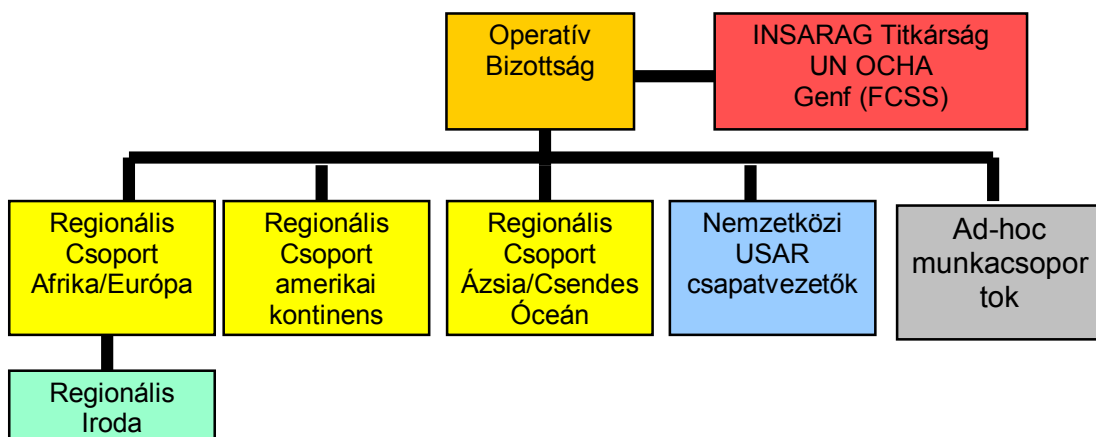 Operatív
Bizottság
INSARAG Titkárság
UN OCHA
Genf (FCSS)
Regionális
Csoport
Afrika/Európa
Regionális
Csoport
amerikai
kontinens
Regionális
Csoport
Ázsia/Csendes
Óceán
Nemzetközi
USAR
csapatvezetők
Ad-hoc
munkacsopor
tok
Regionális
Iroda